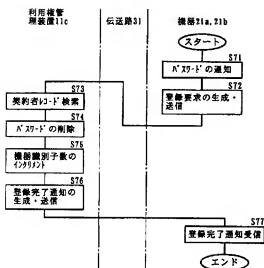 利用権管
理装置11c
伝送路31
機器21a,21b
スタート
S71
パスワードの通知
S72
登録要求の生成・
送信
S73
契約者レコード検索
S74
パスワードの削除
S75
機器識別子数の
インクリメント
S76
登録完了通知の
生成・送信
S77
登録完了通知受信
エンド